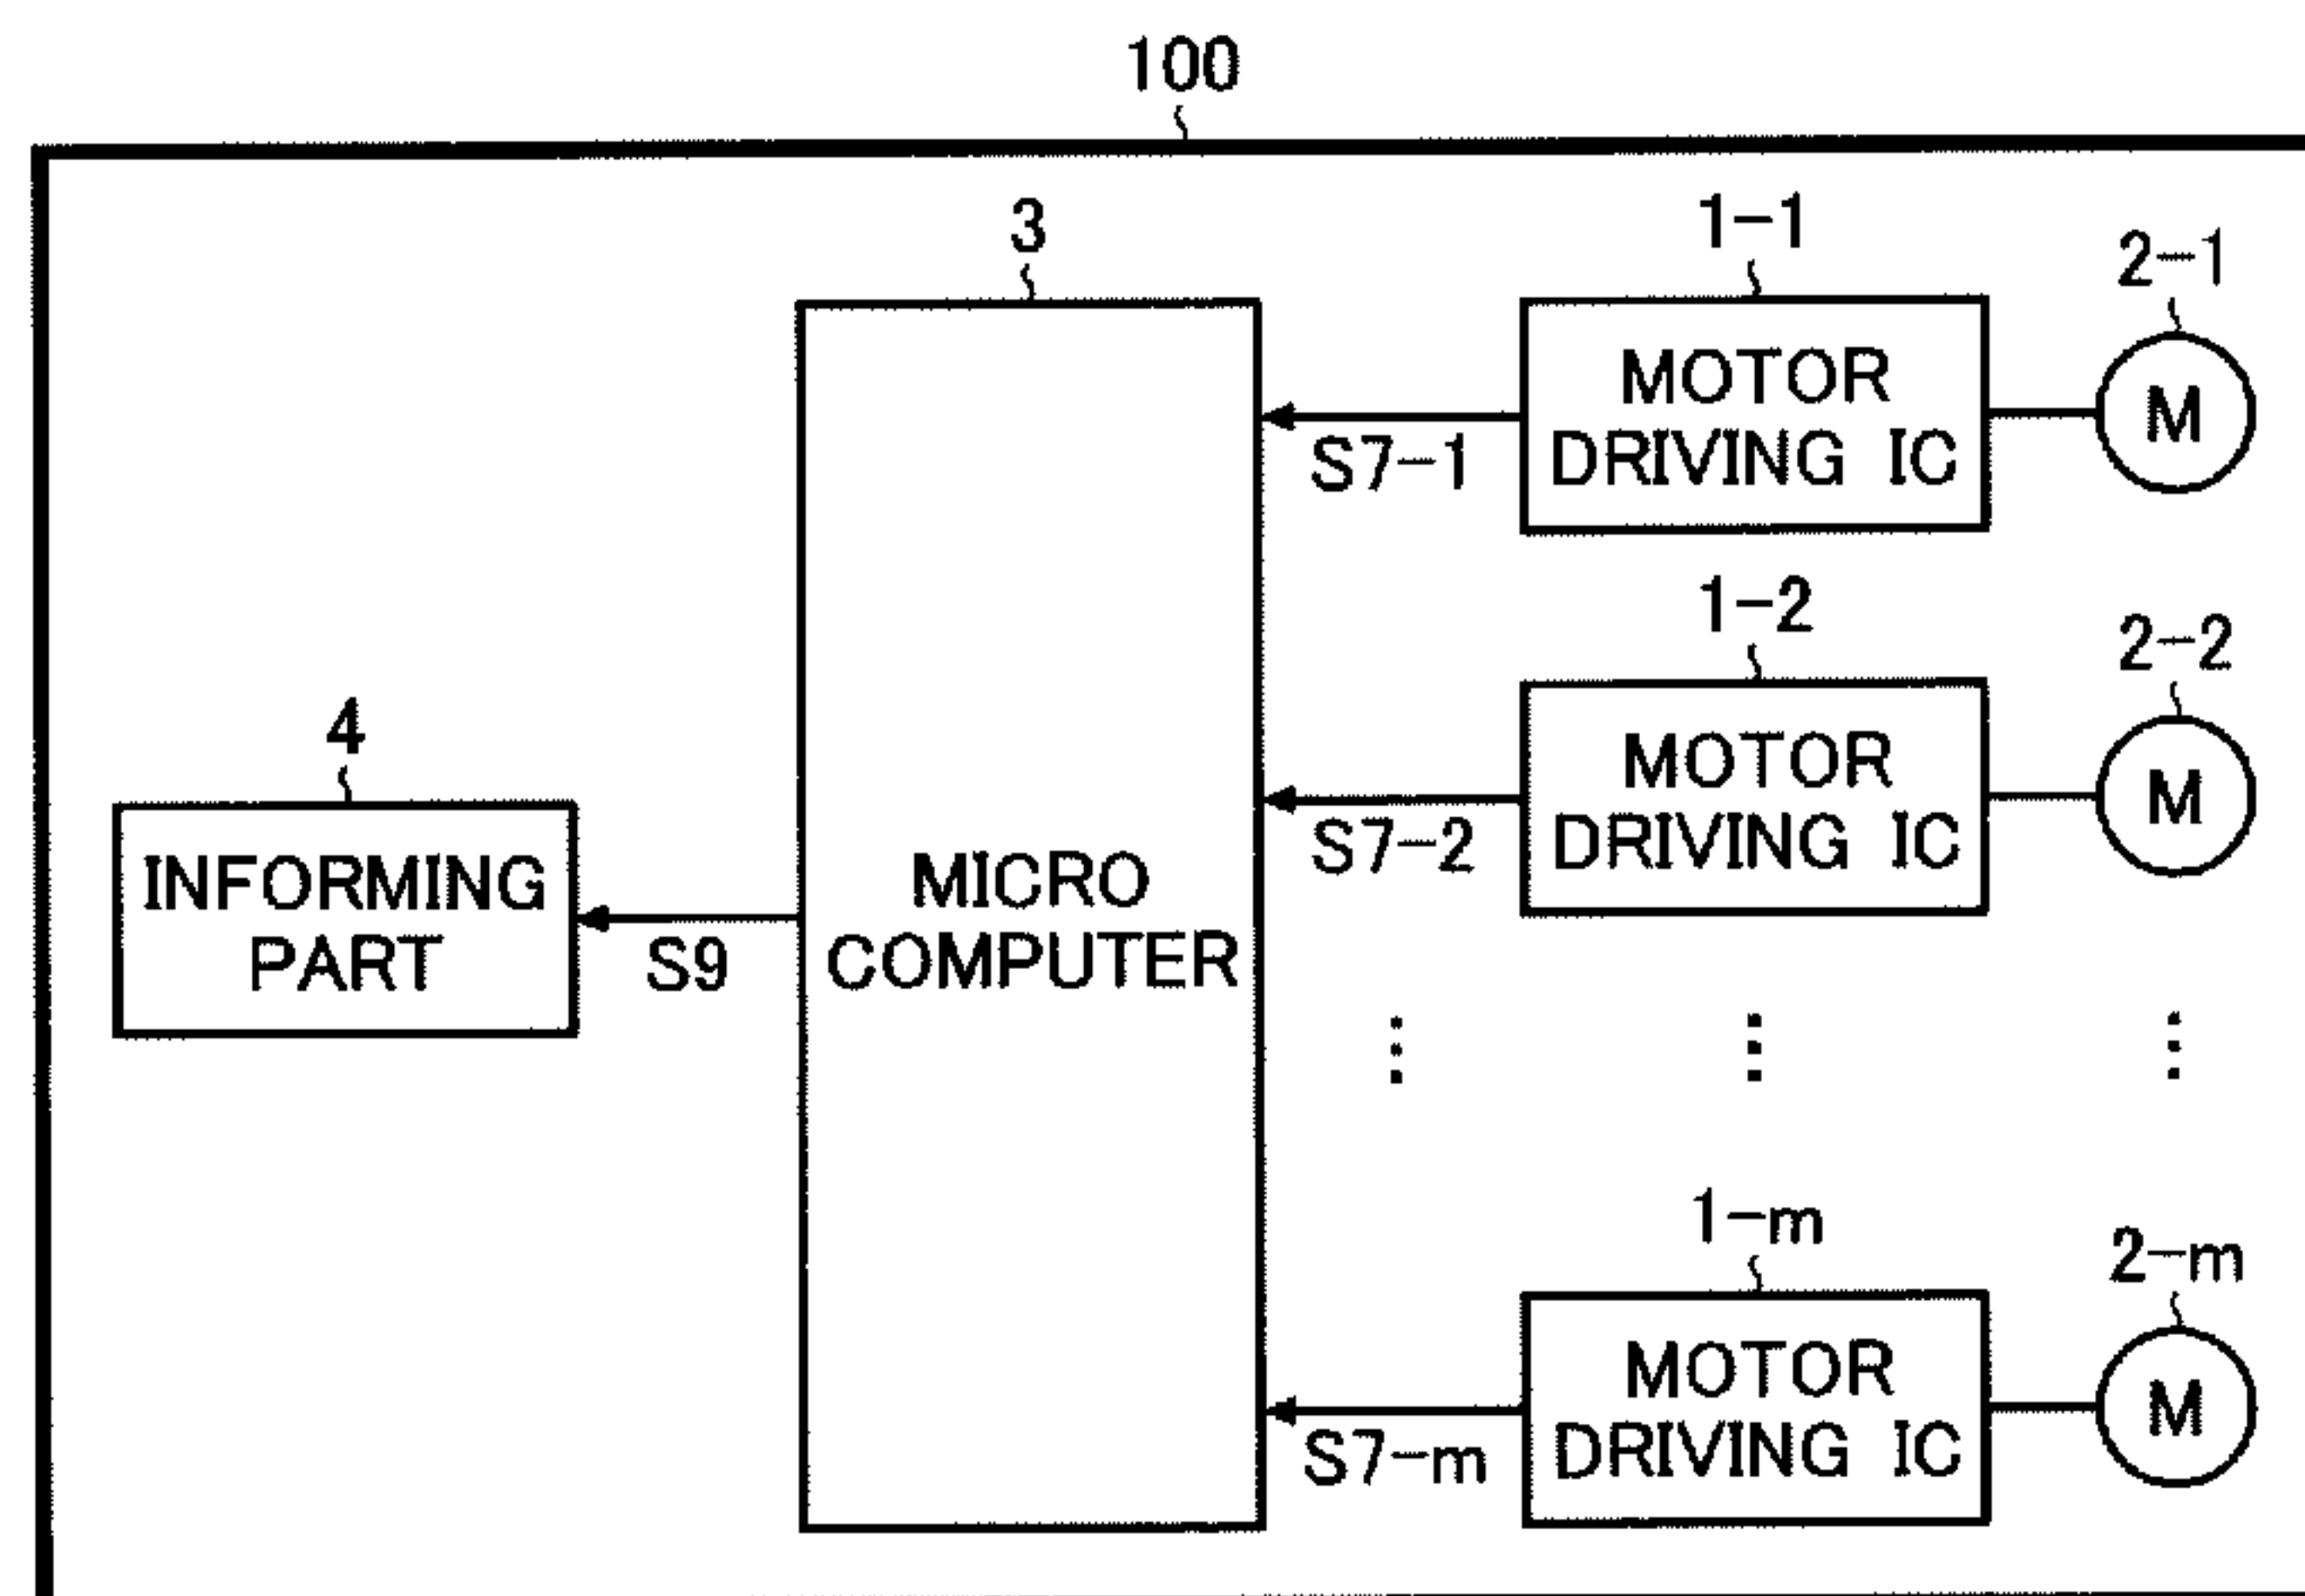 100
3
1-1
2-1
MOTOR
DRIVING IC
M
S7-1
1-2
2-2
MOTOR
DRIVING IC
M
S7-2
4
INFORMING
PART
S9
MICRO
COMPUTER
1-m
2-m
MOTOR
DRIVING IC
M
S7-m